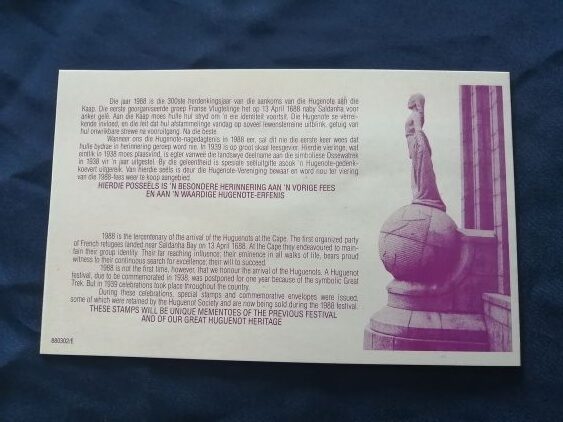 Die jaar 1988 is die 300ste herdenkingsjaar van die aankoms van die Hugenote aan die
Kaap. Die eerste georganiseerde groep Franse Vlugtelinge het op 13 April 1688 naby Saldanha voor
anker gelê. Aan die Kaap moes hulle hul stryd om 'n eie identiteit voortsit. Die Hugenote se verrei-
kende invloed, en die feit dat hul afstammelinge vandag op soveel lewensterreine uitblink, getuig van
hul onwrikbare strewe na vooruitgang. Na die beste.
Wanneer ons die Hugenote-nagedagtenis in 1988 eer, sal dit nie die eerste keer wees dat
hulle bydrae in herinnering geroep word nie. In 1939 is op groot skaal feesgevier. Hierdie viering, wat
eintlik in 1938 moes plaasvind, is egter vanweë die landswye deelname aan die simboliese Ossewatrek
in 1938 vir 'n jaar uitgestel. By die geleentheid is spesiale seëluitgifte asook 'n Hugenote-gedenk-
koevert uitgereik. Van hierdie seëls is deur die Hugenote-Vereniging bewaar en word nou ter viering
van die 1988-fees weer te koop aangebied.
HIERDIE POSSEËLS IS 'N BESONDERE HERINNERING AAN 'N VORIGE FEES
EN AAN 'N WAARDIGE HUGENOTE-ERFENIS
1988 is the tercentenary of the arrival of the Huguenots at the Cape. The first organized party
of French refugees landed near Saldanha Bay on 13 April 1688. At the Cape they endeavoured to main-
tain their group identity. Their far reaching influence; their eminence in all walks of life, bears proud
witness to their continuous search for excellence; their will to succeed.
1988 is not the first time, however, that we honour the arrival of the Huguenots. A Huguenot
festival, due to be commemorated in 1938, was postponed for one year because of the symbolic Great
Trek. But in 1939 celebrations took place throughout the country.
During these celebrations, special stamps and commemorative envelopes were issued,
some of which were retained by the Huguenot Society and are now being sold during the 1988 festival.
THESE STAMPS WILL BE UNIQUE MEMENTOES OF THE PREVIOUS FESTIVAL
AND OF OUR GREAT HUGUENOT HERITAGE
880302/E